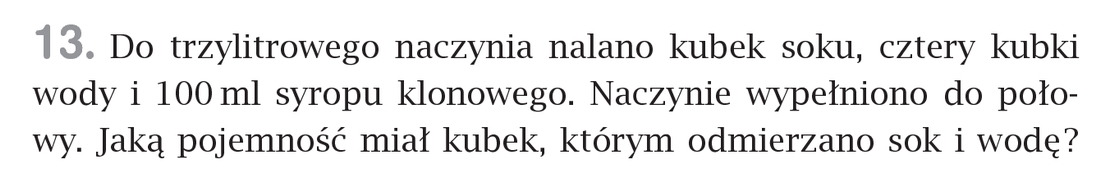 13. Do trzylitrowego naczynia nalano kubek soku, cztery kubki
wody i 100 ml syropu klonowego. Naczynie wypełniono do poło-
wy. Jaką pojemność miał kubek, którym odmierzano sok i wodę?